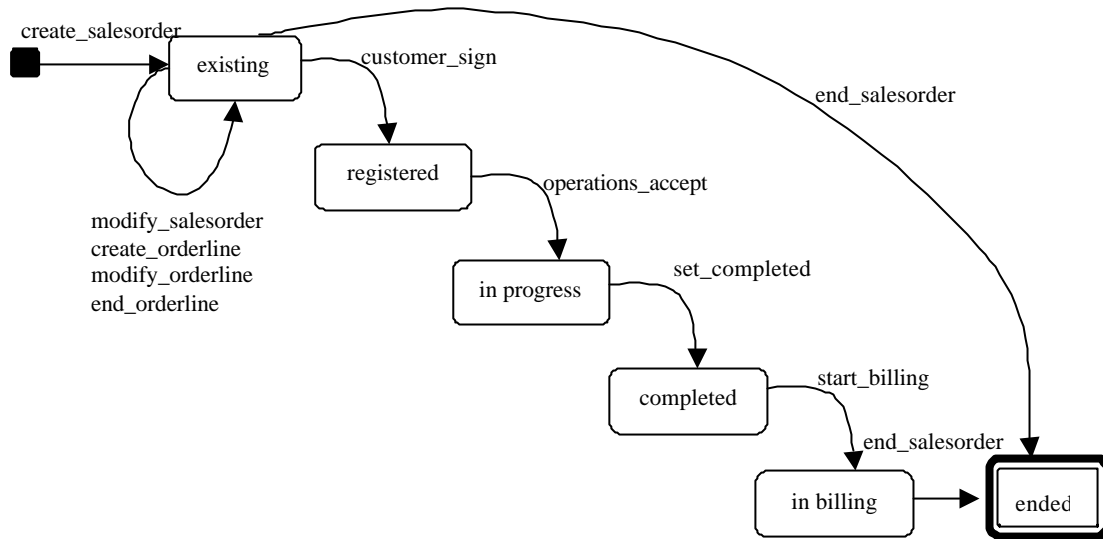 create_salesorder
existing
customer_sign
end_salesorder
registered
operations_accept
modify_salesorder
create_orderline
modify_orderline
end_orderline
in progress
set_completed
completed
start_billing
end_salesorder
in billing
ended